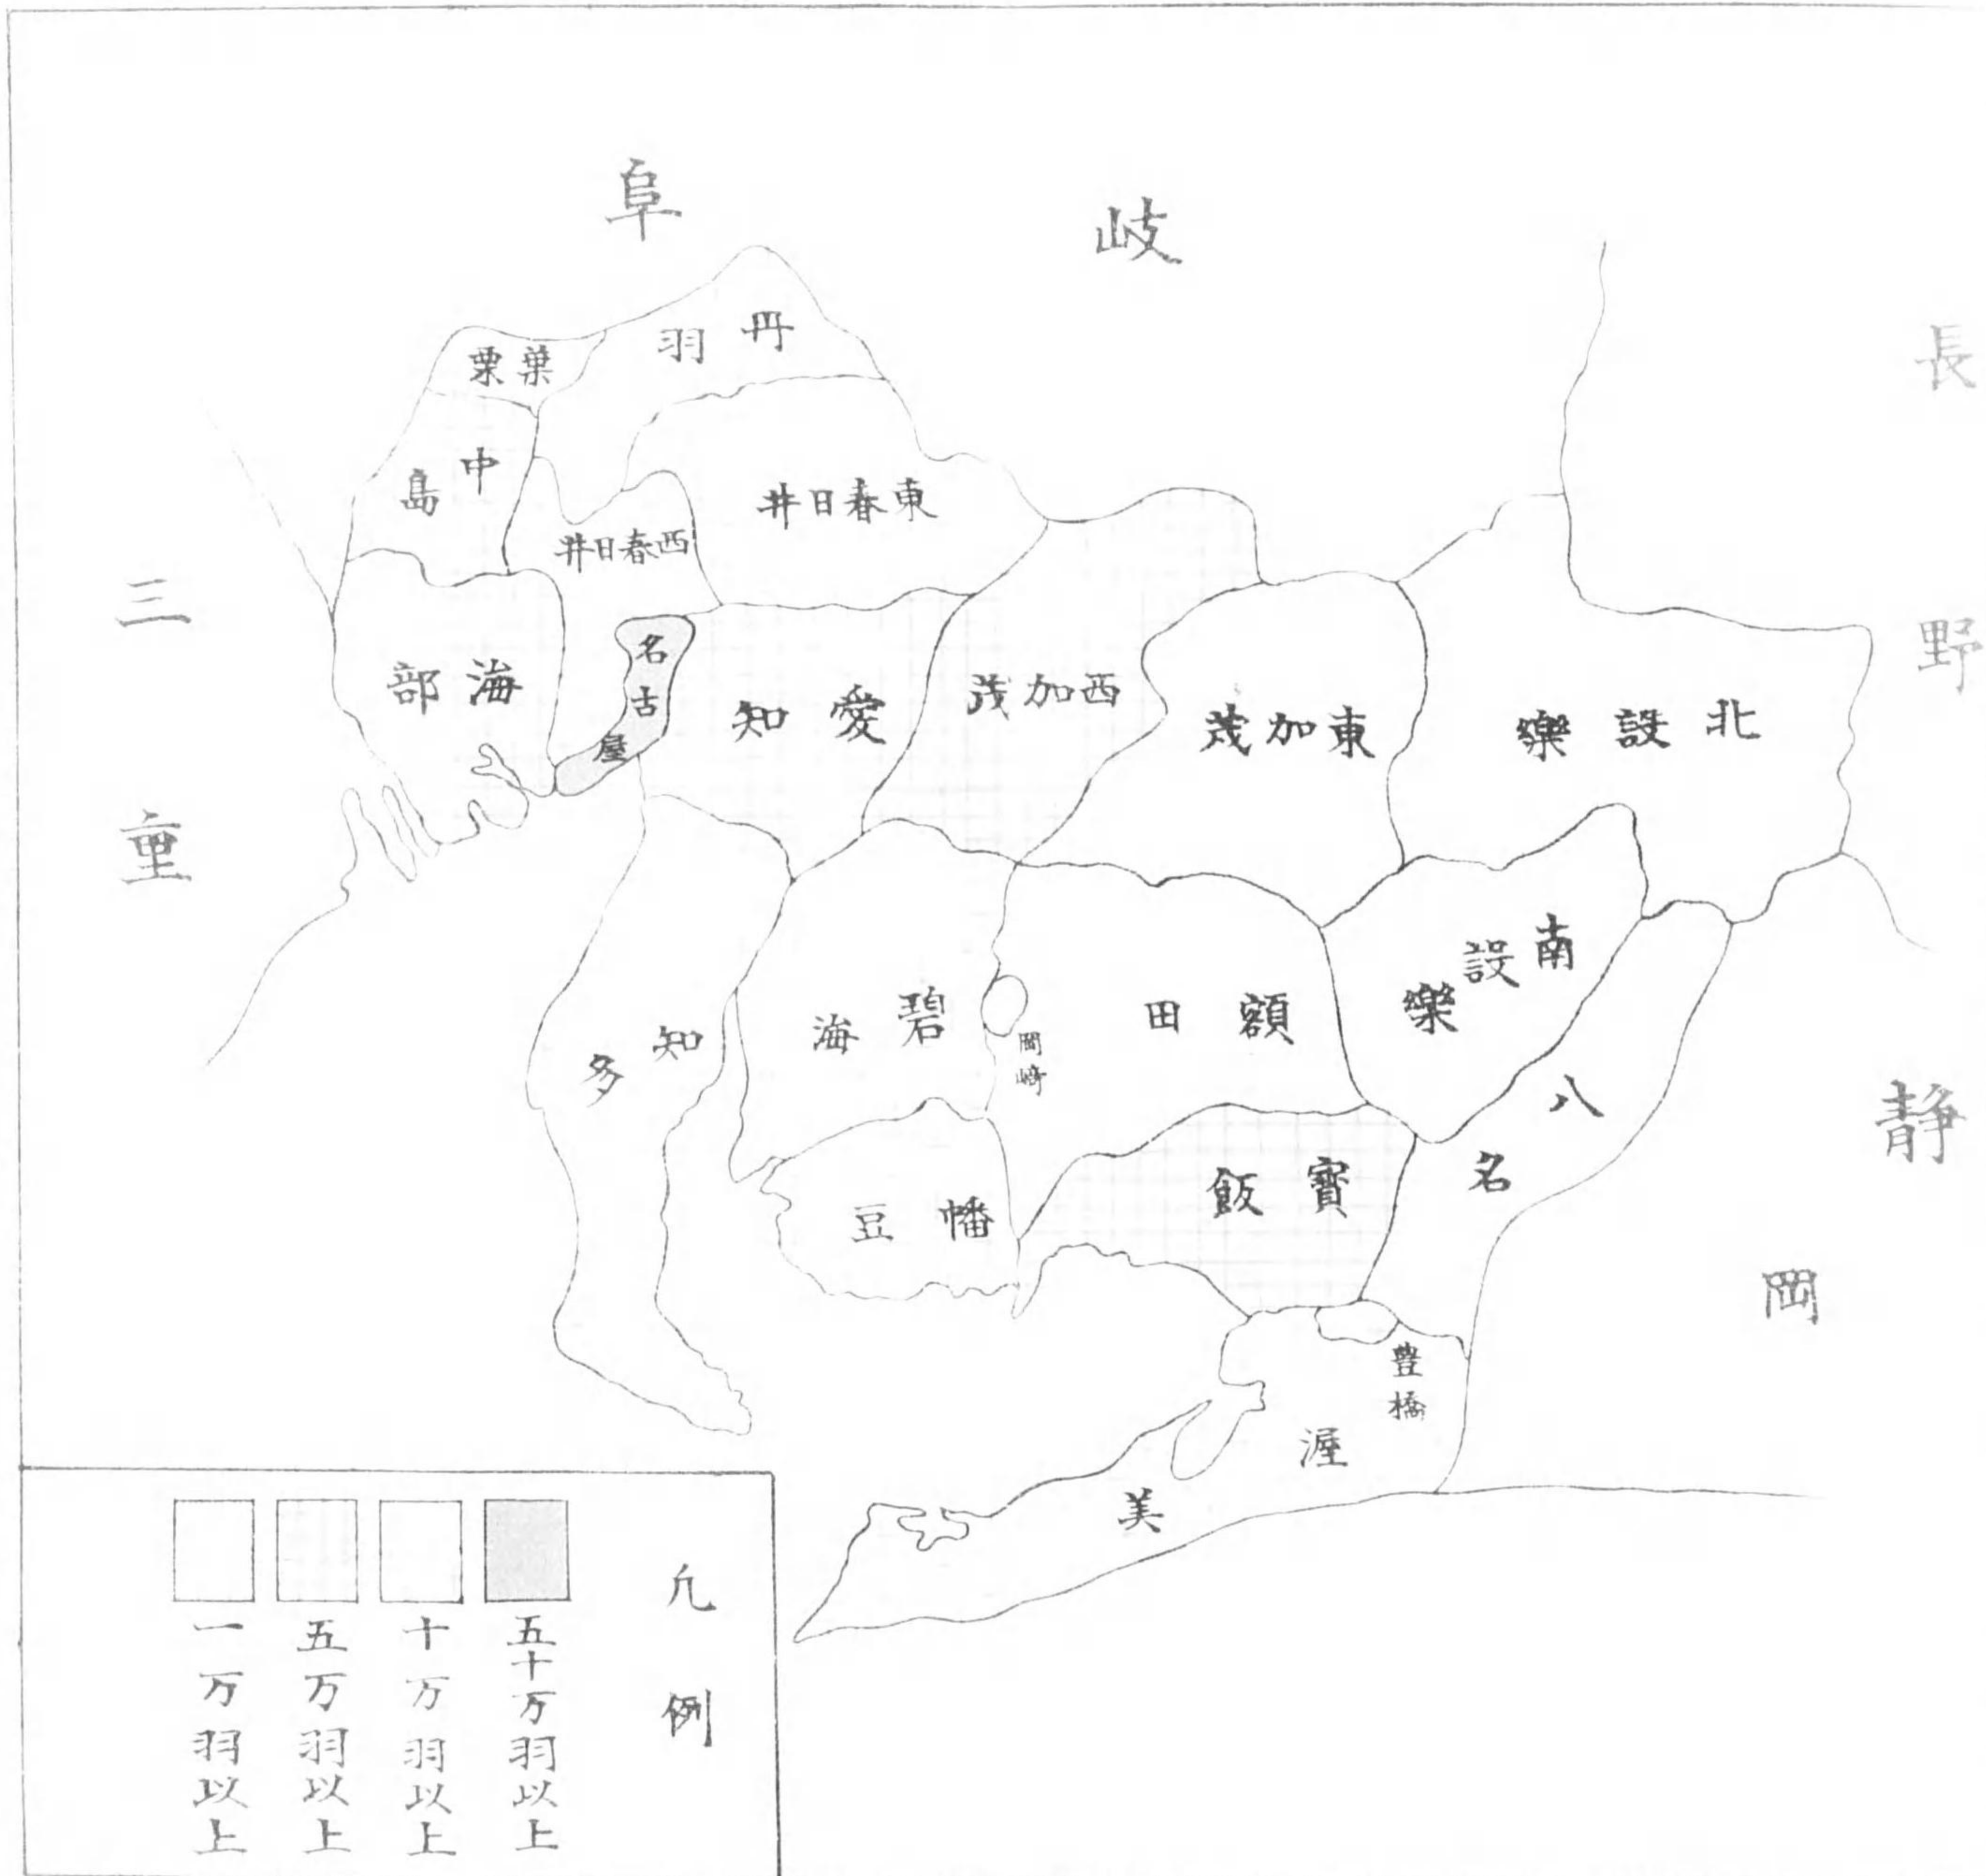 岐阜
長野
静岡
三重
丹羽
葉栗
中島
東春日井
西春日井
海部
名古屋
愛知
西加茂
東加茂
北設樂
南設樂
八名
額田
岡崎
碧海
知多
幡豆
寳飯
豊橋
渥美
凡例
五十万羽以上
十万羽以上
五万羽以上
一万羽以上